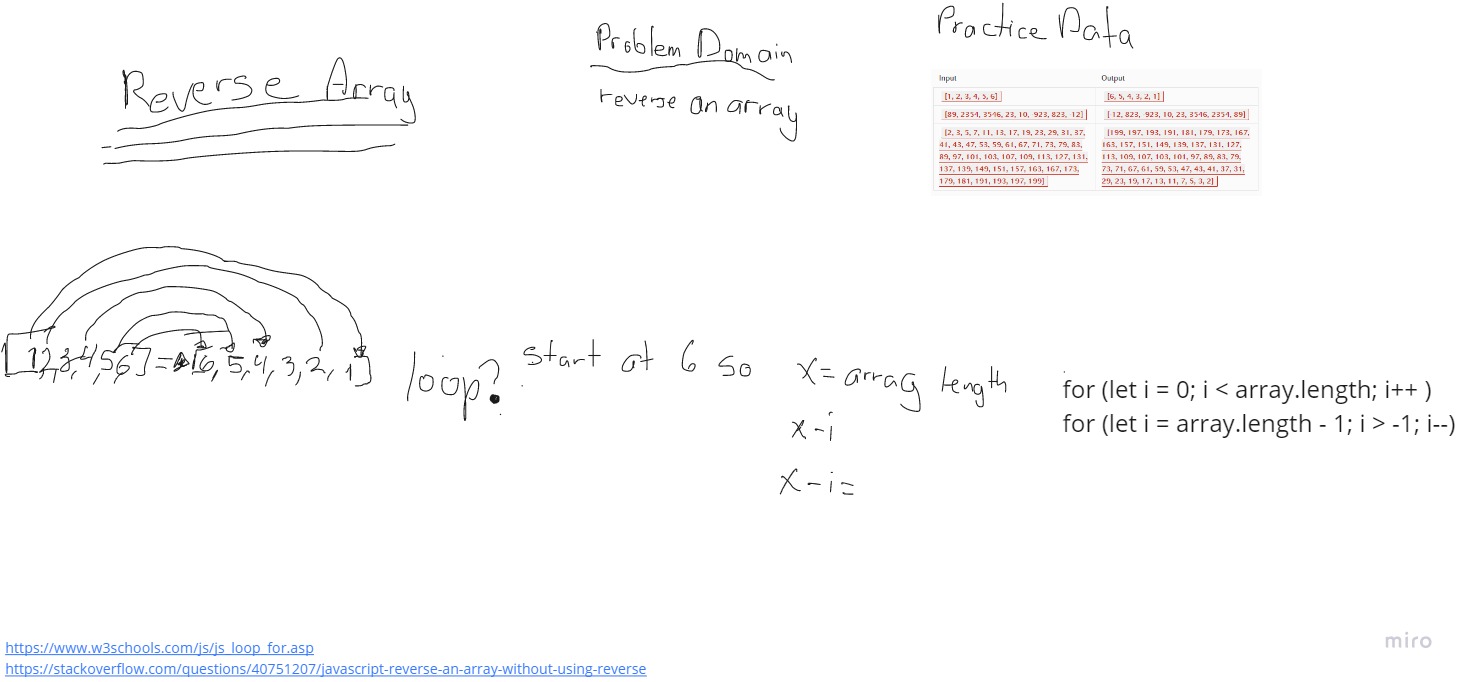 Reverse Array
Problem Domain
reverse an array
Practice Data
Input Output
[1, 2, 3, 4, 5, 6] [6, 5, 4, 3, 2, 1]
[89, 2354, 3546, 23, 10, -923, 823, -12] [-12, 823, -923, 10, 23, 3546, 2354, 89]
[2, 3, 5, 7, 11, 13, 17, 19, 23, 29, 31, 37,
41, 43, 47, 53, 59, 61, 67, 71, 73, 79, 83,
89, 97, 101, 103, 107, 109, 113, 127, 131,
137, 139, 149, 151, 157, 163, 167, 173,
179, 181, 191, 193, 197, 199]
[199, 197, 193, 191, 181, 179, 173, 167,
163, 157, 151, 149, 139, 137, 131, 127,
113, 109, 107, 103, 101, 97, 89, 83, 79,
73, 71, 67, 61, 59, 53, 47, 43, 41, 37, 31,
29, 23, 19, 17, 13, 11, 7, 5, 3, 2]
[1,2,3,4,5,6] = [6,5,4,3,2,1]
loop?
start at 6 so
x = array length
x - i
x - i =
for (let i = 0; i < array.length; i++ )
for (let i = array.length - 1; i > -1; i--)
https://www.w3schools.com/js/js_loop_for.asp
https://stackoverflow.com/questions/40751207/javascript-reverse-an-array-without-using-reverse
miro